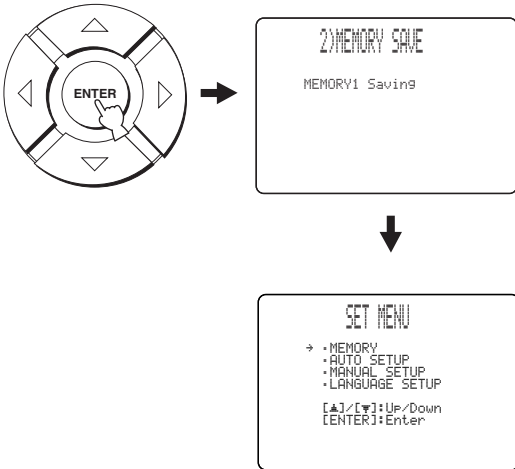 ENTER
2)MEMORY SAVE
MEMORY1 Saving
SET MENU
→ ･MEMORY
･AUTO SETUP
･MANUAL SETUP
･LANGUAGE SETUP
[▲]/[▼]:Up/Down
[ENTER]:Enter